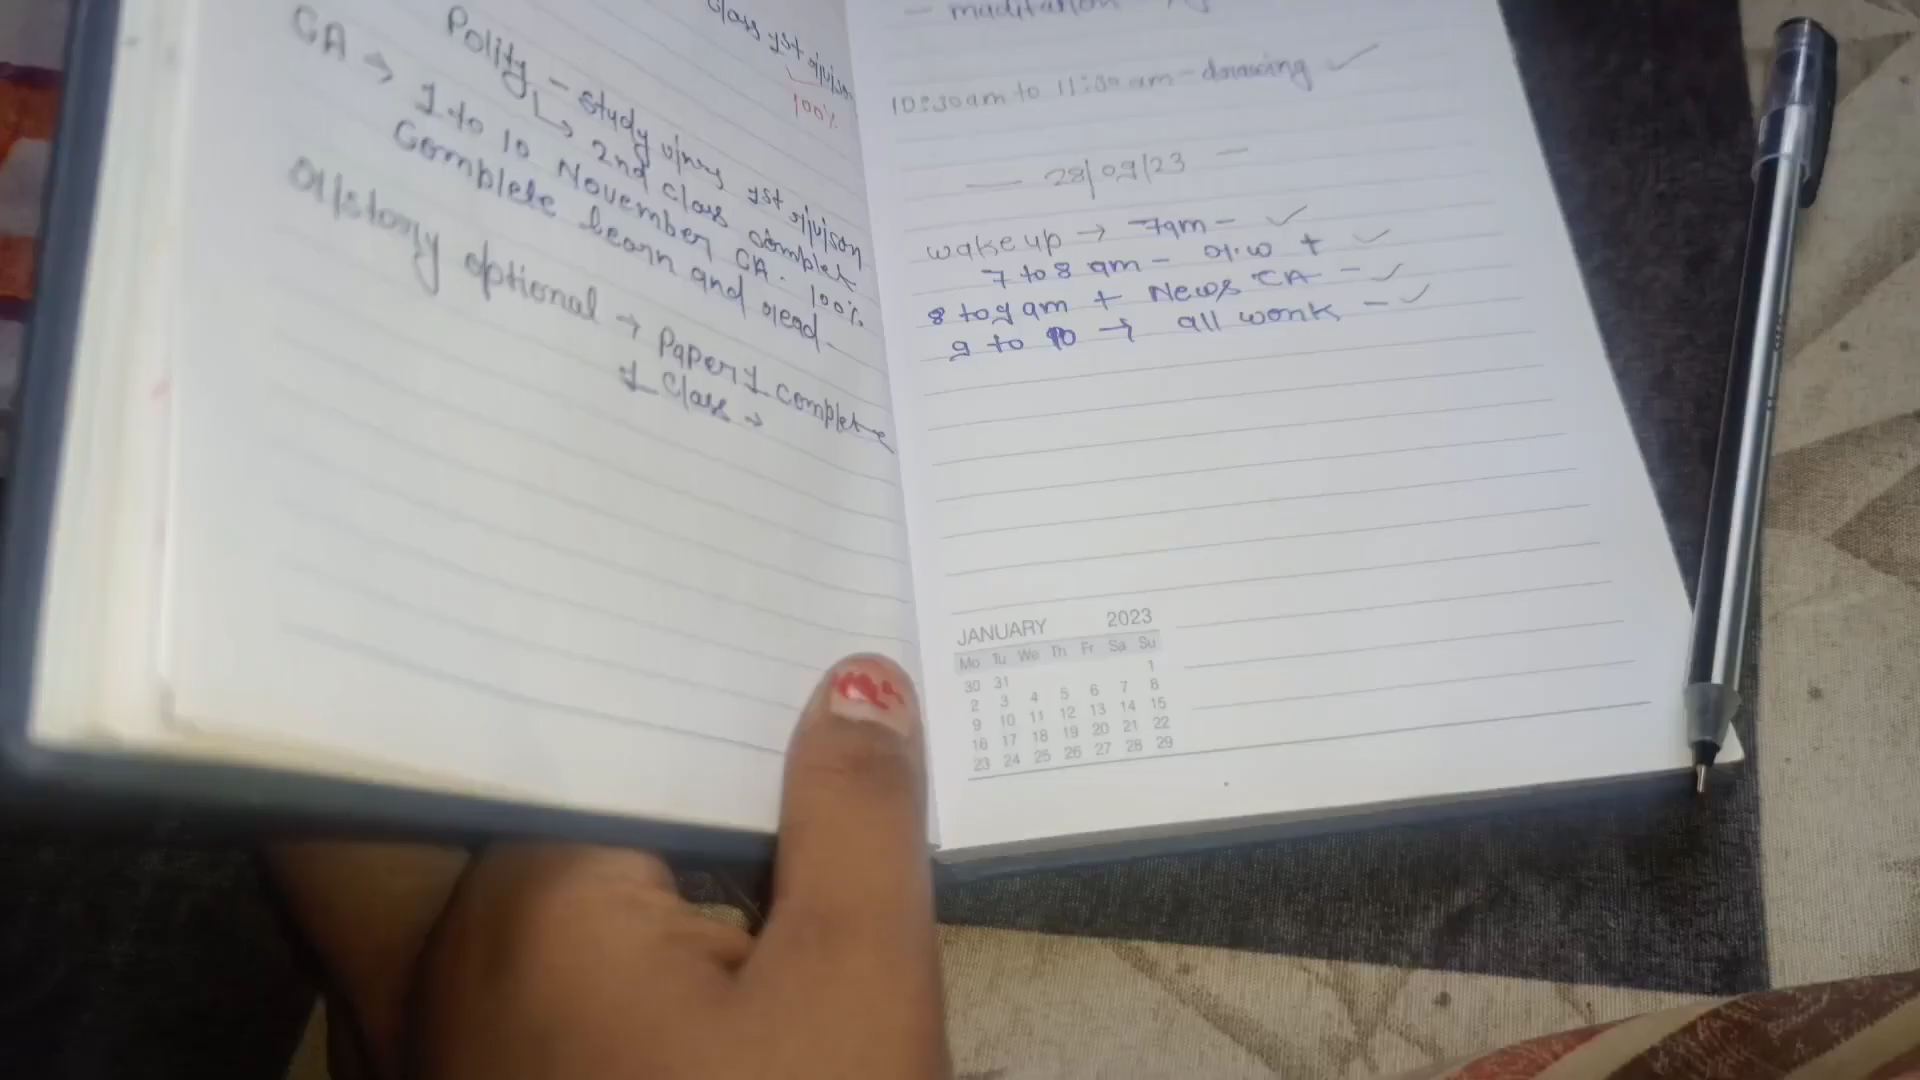 class yst
100%
Polity - study
↳ 2nd class complet
100%
CA → 1 to 10 November CA.
Complete learn and read
optional → Paper 1 complete
1 class →
- maditation
10:30am to 11:30 am - drawing ✓
— 28/09/23 —
wake up → 7am - ✓
7 to 8 am - r.w + ✓
8 to 9 am + News CA - ✓
9 to 10 → all work - ✓
JANUARY 2023
Mo Tu We Th Fr Sa Su
30 31 1
2 3 4 5 6 7 8
9 10 11 12 13 14 15
16 17 18 19 20 21 22
23 24 25 26 27 28 29